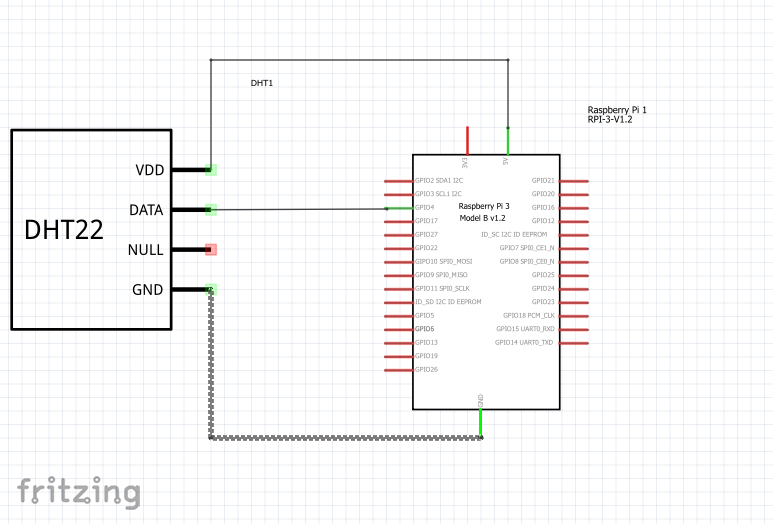 DHT1
Raspberry Pi 1
RPI-3-V1.2
DHT22
VDD
DATA
NULL
GND
3V3
5V
Raspberry Pi 3
Model B v1.2
GPIO2 SDA1 I2C
GPIO3 SCL1 I2C
GPIO4
GPIO17
GPIO27
GPIO22
GPIO10 SPI0_MOSI
GPIO9 SPI0_MISO
GPIO11 SPI0_SCLK
ID_SD I2C ID EEPROM
GPIO5
GPIO6
GPIO13
GPIO19
GPIO26
GPIO21
GPIO20
GPIO16
GPIO12
ID_SC I2C ID EEPROM
GPIO7 SPI0_CE1_N
GPIO8 SPI0_CE0_N
GPIO25
GPIO24
GPIO23
GPIO18 PCM_CLK
GPIO15 UART0_RXD
GPIO14 UART0_TXD
GND
fritzing